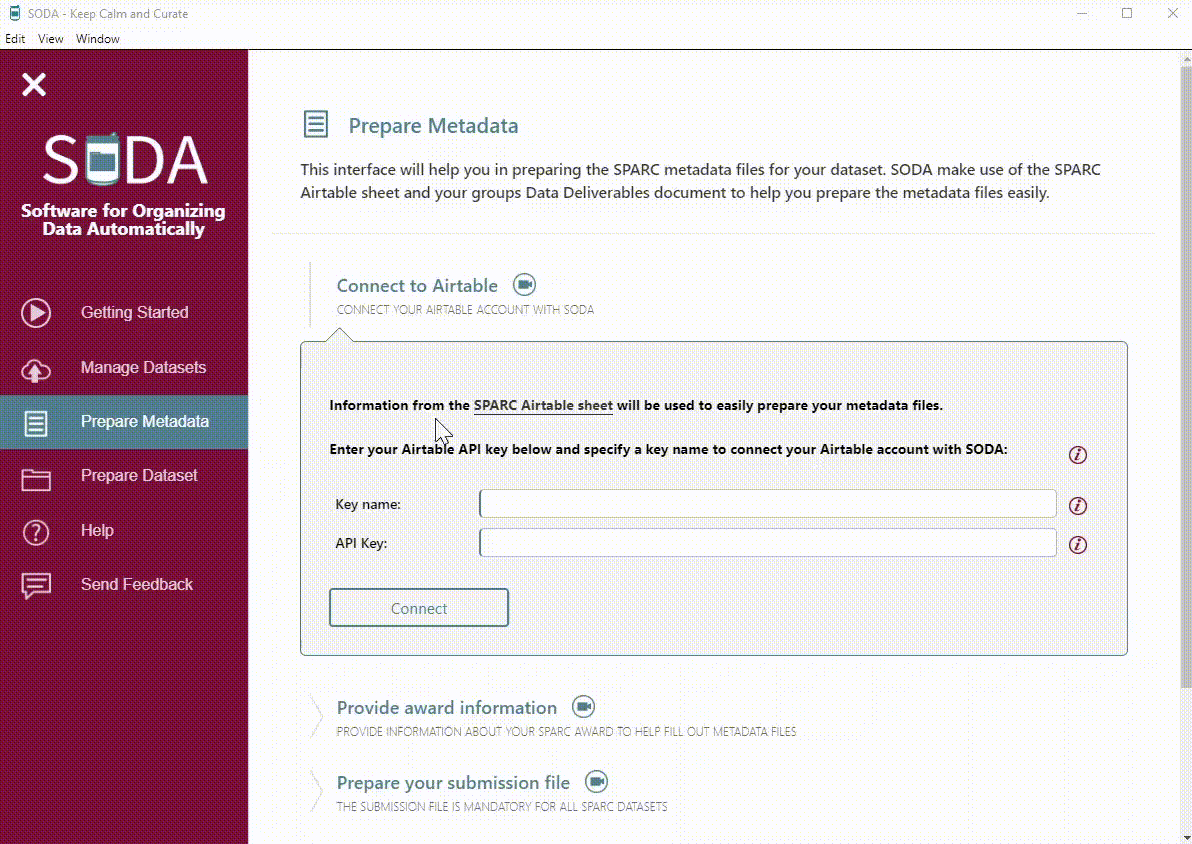 SODA - Keep Calm and Curate
Edit View Window
SODA
Software for Organizing
Data Automatically
Getting Started
Manage Datasets
Prepare Metadata
Prepare Dataset
Help
Send Feedback
Prepare Metadata
This interface will help you in preparing the SPARC metadata files for your dataset. SODA make use of the SPARC
Airtable sheet and your groups Data Deliverables document to help you prepare the metadata files easily.
Connect to Airtable
CONNECT YOUR AIRTABLE ACCOUNT WITH SODA
Information from the SPARC Airtable sheet will be used to easily prepare your metadata files.
Enter your Airtable API key below and specify a key name to connect your Airtable account with SODA:
Key name:
API Key:
Connect
Provide award information
PROVIDE INFORMATION ABOUT YOUR SPARC AWARD TO HELP FILL OUT METADATA FILES
Prepare your submission file
THE SUBMISSION FILE IS MANDATORY FOR ALL SPARC DATASETS